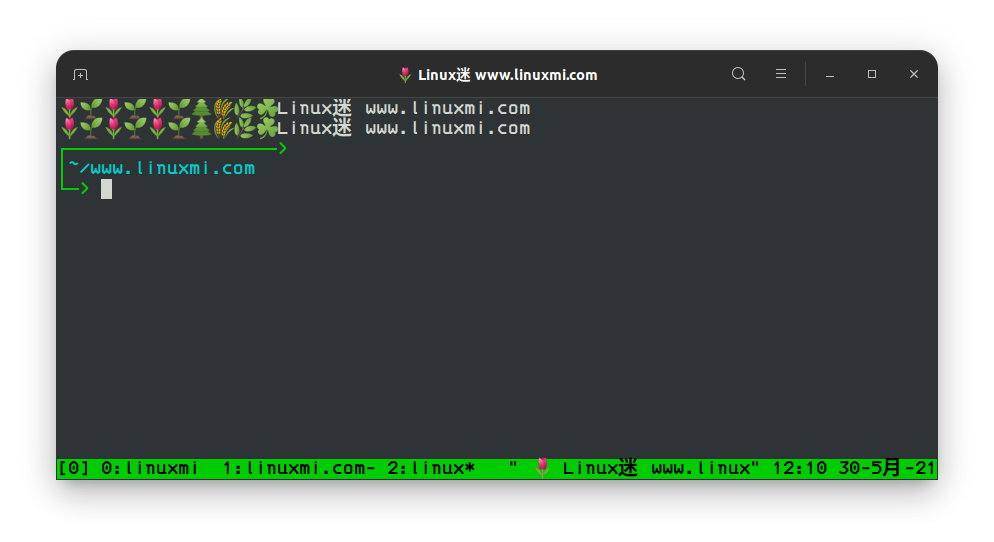 🌷 Linux迷 www.linuxmi.com
🌷🌱🌷🌱🌷🌱🌲🌾🌿☘Linux迷 www.linuxmi.com
🌷🌱🌷🌱🌷🌱🌲🌾🌿☘Linux迷 www.linuxmi.com
~/www.linuxmi.com
[0] 0:linuxmi  1:linuxmi.com- 2:linux*   " 🌷 Linux迷 www.linux" 12:10 30-5月-21